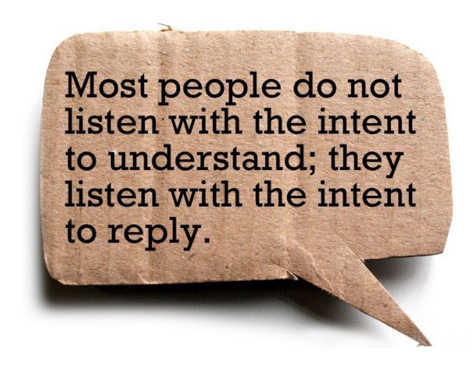 Most people do not
listen with the intent
to understand; they
listen with the intent
to reply.